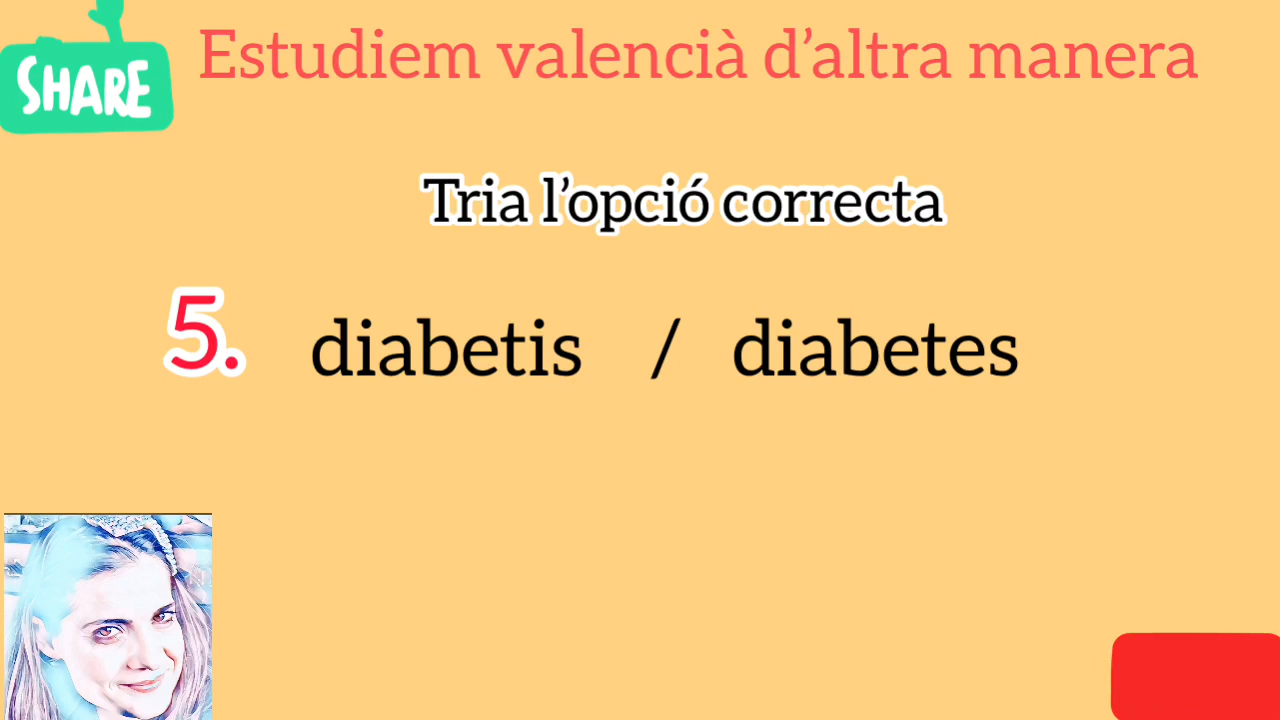 SHARE
Estudiem valencià d’altra manera
Tria l’opció correcta
5. diabetis / diabetes